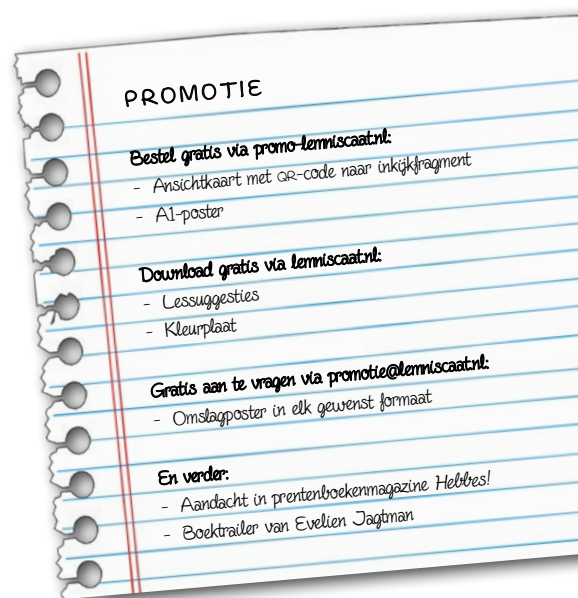 PROMOTIE
Bestel gratis via promo-lemniscaat.nl:
- Ansichtkaart met QR-code naar inkijkfragment
- A1-poster
Download gratis via lemniscaat.nl:
- Lessuggesties
- Kleurplaat
Gratis aan te vragen via promotie@lemniscaat.nl:
- Omslagposter in elk gewenst formaat
En verder:
- Aandacht in prentenboekenmagazine Hebbes!
- Boektrailer van Evelien Jagtman